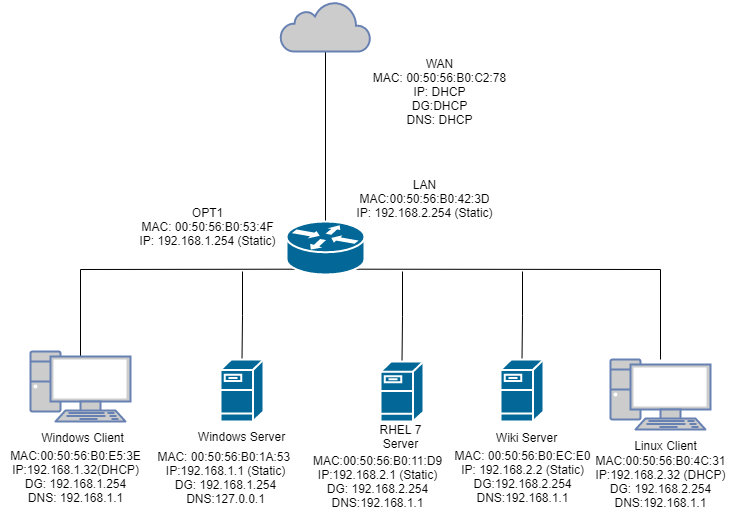 WAN
MAC: 00:50:56:B0:C2:78
IP: DHCP
DG:DHCP
DNS: DHCP
LAN
MAC:00:50:56:B0:42:3D
IP: 192.168.2.254 (Static)
OPT1
MAC: 00:50:56:B0:53:4F
IP: 192.168.1.254 (Static)
Windows Client
MAC:00:50:56:B0:E5:3E
IP:192.168.1.32(DHCP)
DG: 192.168.1.254
DNS: 192.168.1.1
Windows Server
MAC: 00:50:56:B0:1A:53
IP:192.168.1.1 (Static)
DG: 192.168.1.254
DNS:127.0.0.1
RHEL 7
Server
MAC:00:50:56:B0:11:D9
IP:192.168.2.1 (Static)
DG: 192.168.2.254
DNS:192.168.1.1
Wiki Server
MAC:00:50:56:B0:EC:E0
IP: 192.168.2.2 (Static)
DG:192.168.2.254
DNS:192.168.1.1
Linux Client
MAC:00:50:56:B0:4C:31
IP:192.168.2.32 (DHCP)
DG: 192.168.2.254
DNS:192.168.1.1